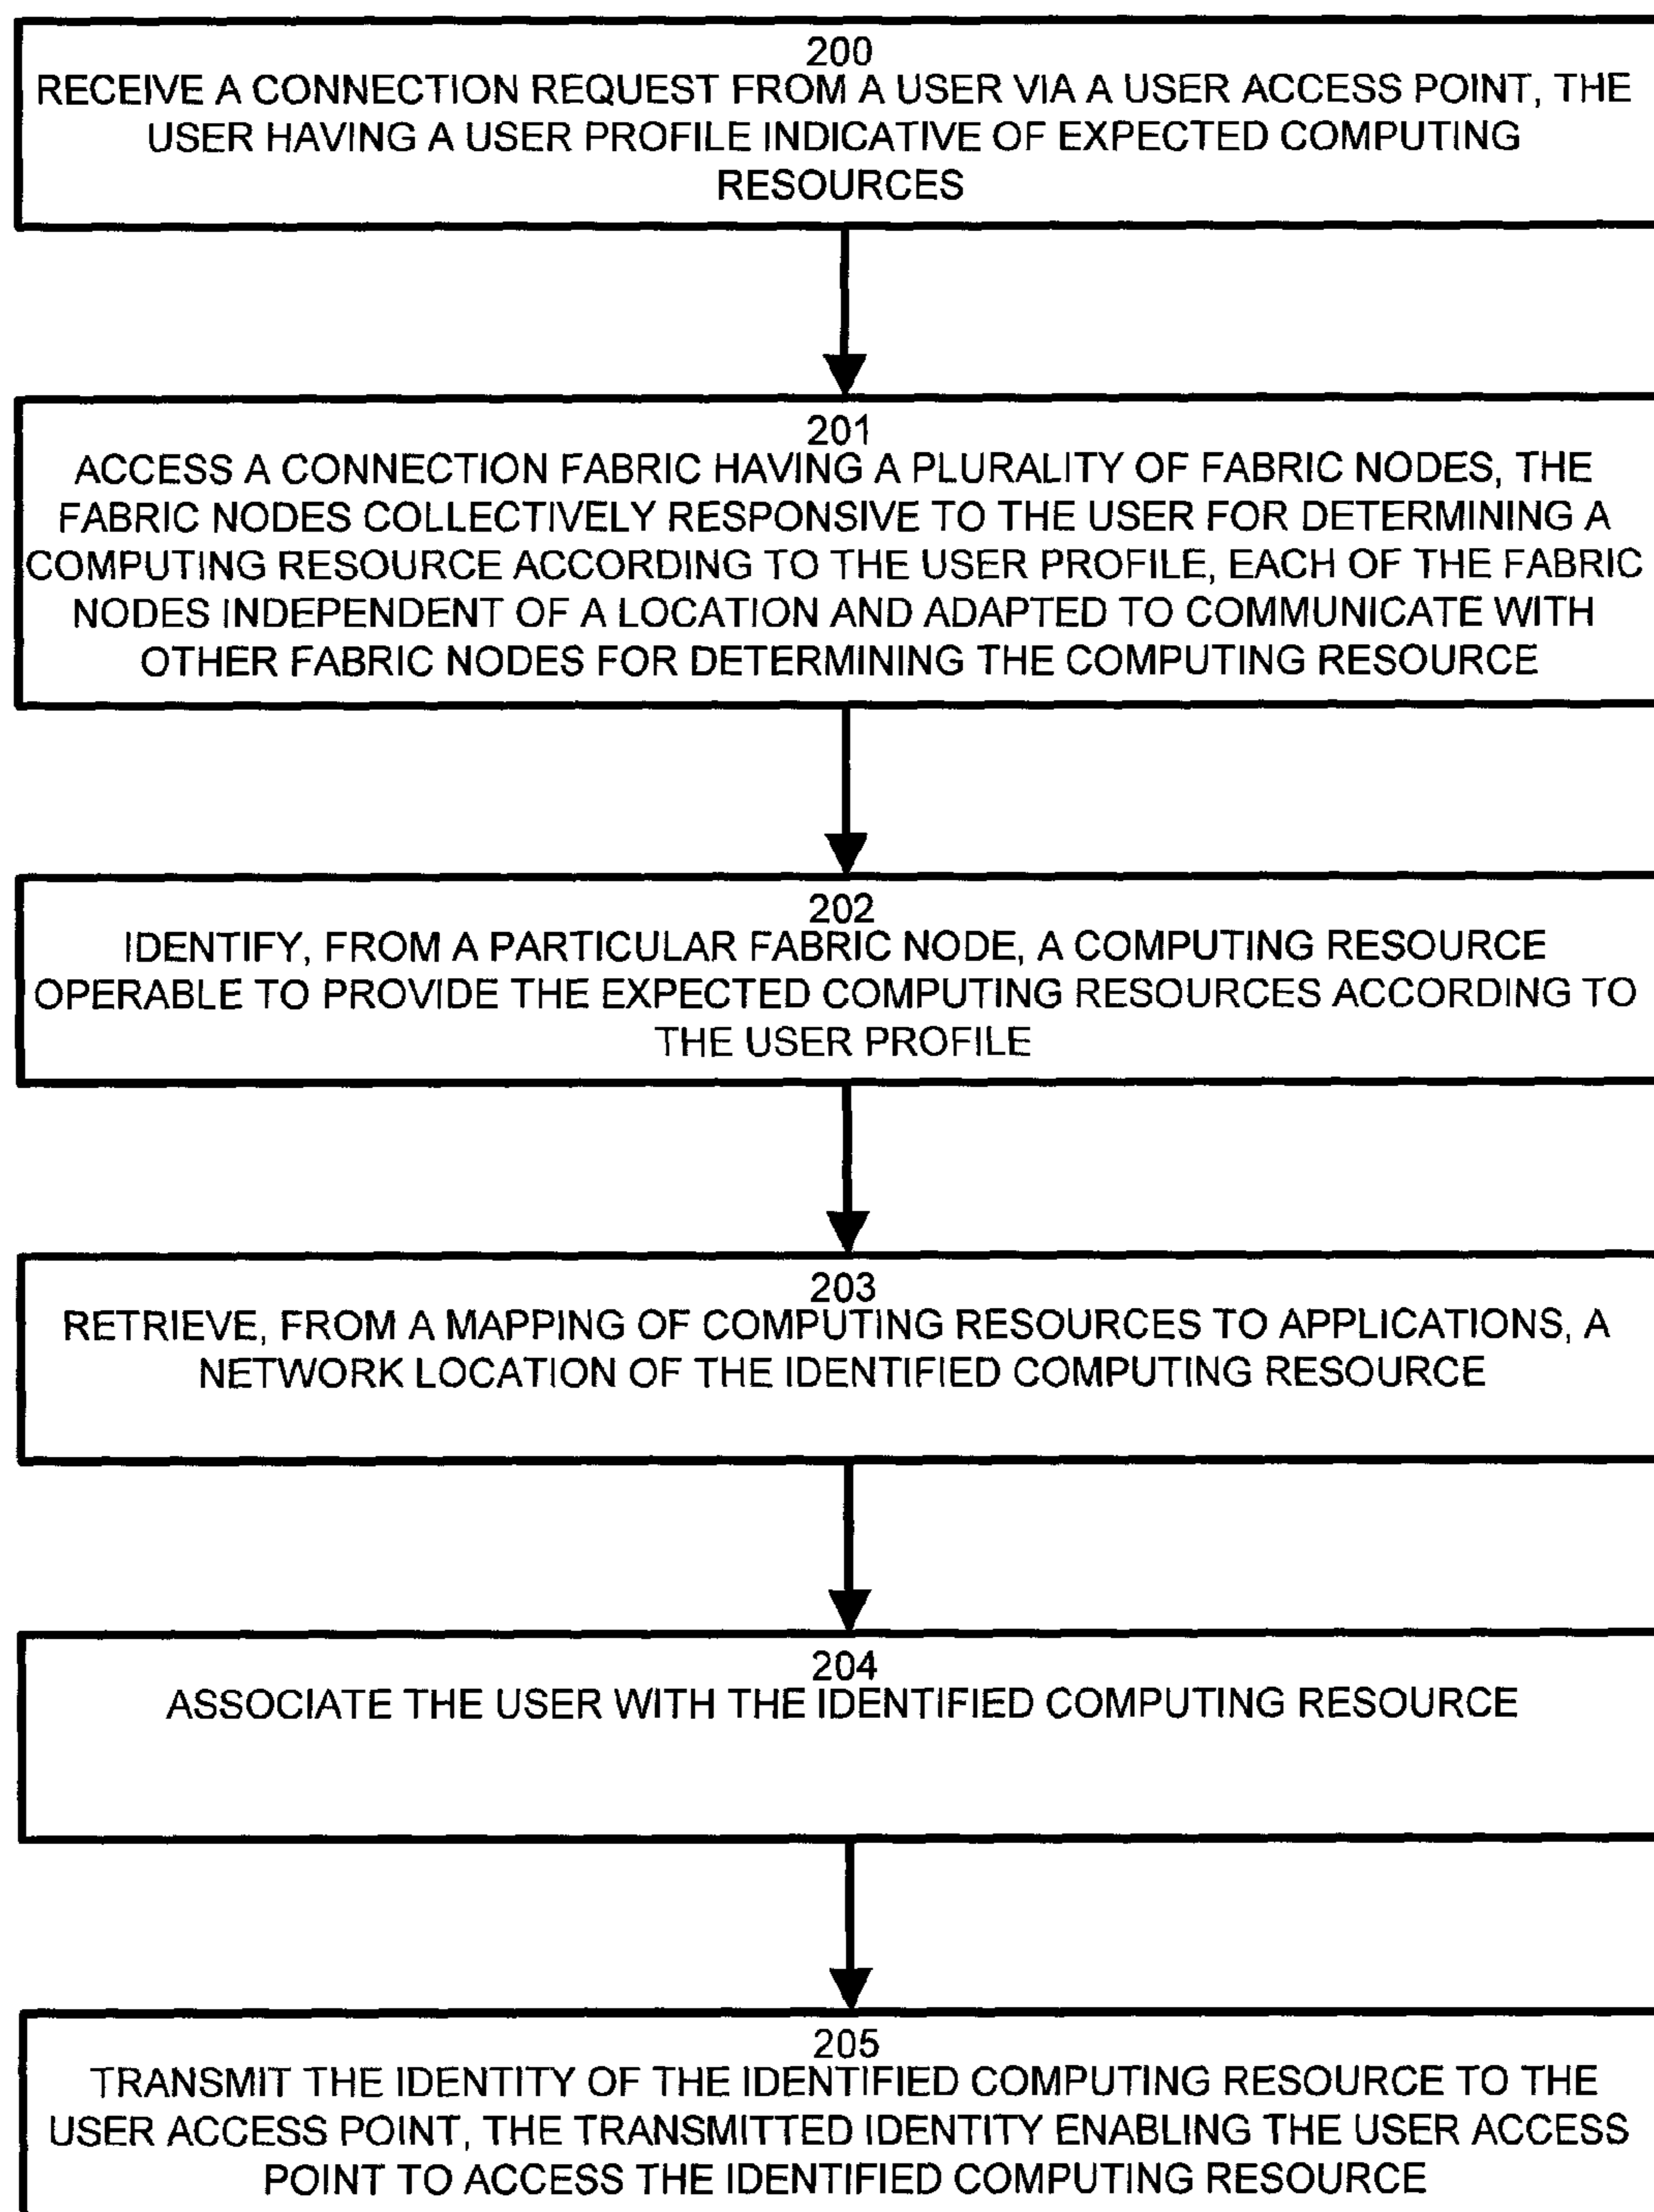 200
RECEIVE A CONNECTION REQUEST FROM A USER VIA A USER ACCESS POINT, THE
USER HAVING A USER PROFILE INDICATIVE OF EXPECTED COMPUTING
RESOURCES
201
ACCESS A CONNECTION FABRIC HAVING A PLURALITY OF FABRIC NODES, THE
FABRIC NODES COLLECTIVELY RESPONSIVE TO THE USER FOR DETERMINING A
COMPUTING RESOURCE ACCORDING TO THE USER PROFILE, EACH OF THE FABRIC
NODES INDEPENDENT OF A LOCATION AND ADAPTED TO COMMUNICATE WITH
OTHER FABRIC NODES FOR DETERMINING THE COMPUTING RESOURCE
202
IDENTIFY, FROM A PARTICULAR FABRIC NODE, A COMPUTING RESOURCE
OPERABLE TO PROVIDE THE EXPECTED COMPUTING RESOURCES ACCORDING TO
THE USER PROFILE
203
RETRIEVE, FROM A MAPPING OF COMPUTING RESOURCES TO APPLICATIONS, A
NETWORK LOCATION OF THE IDENTIFIED COMPUTING RESOURCE
204
ASSOCIATE THE USER WITH THE IDENTIFIED COMPUTING RESOURCE
205
TRANSMIT THE IDENTITY OF THE IDENTIFIED COMPUTING RESOURCE TO THE
USER ACCESS POINT, THE TRANSMITTED IDENTITY ENABLING THE USER ACCESS
POINT TO ACCESS THE IDENTIFIED COMPUTING RESOURCE